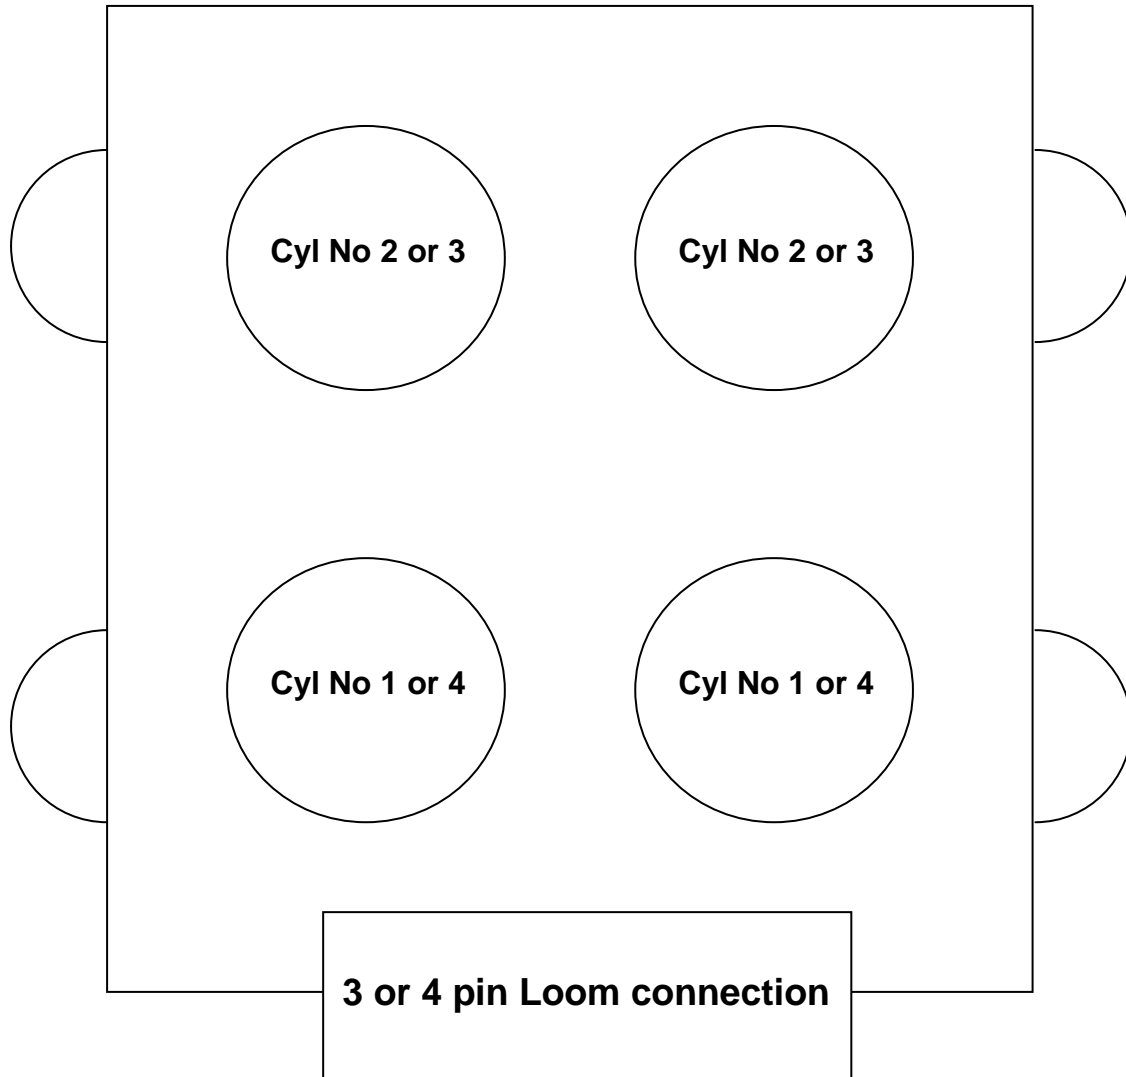 Cyl No 2 or 3
Cyl No 2 or 3
Cyl No 1 or 4
Cyl No 1 or 4
3 or 4 pin Loom connection